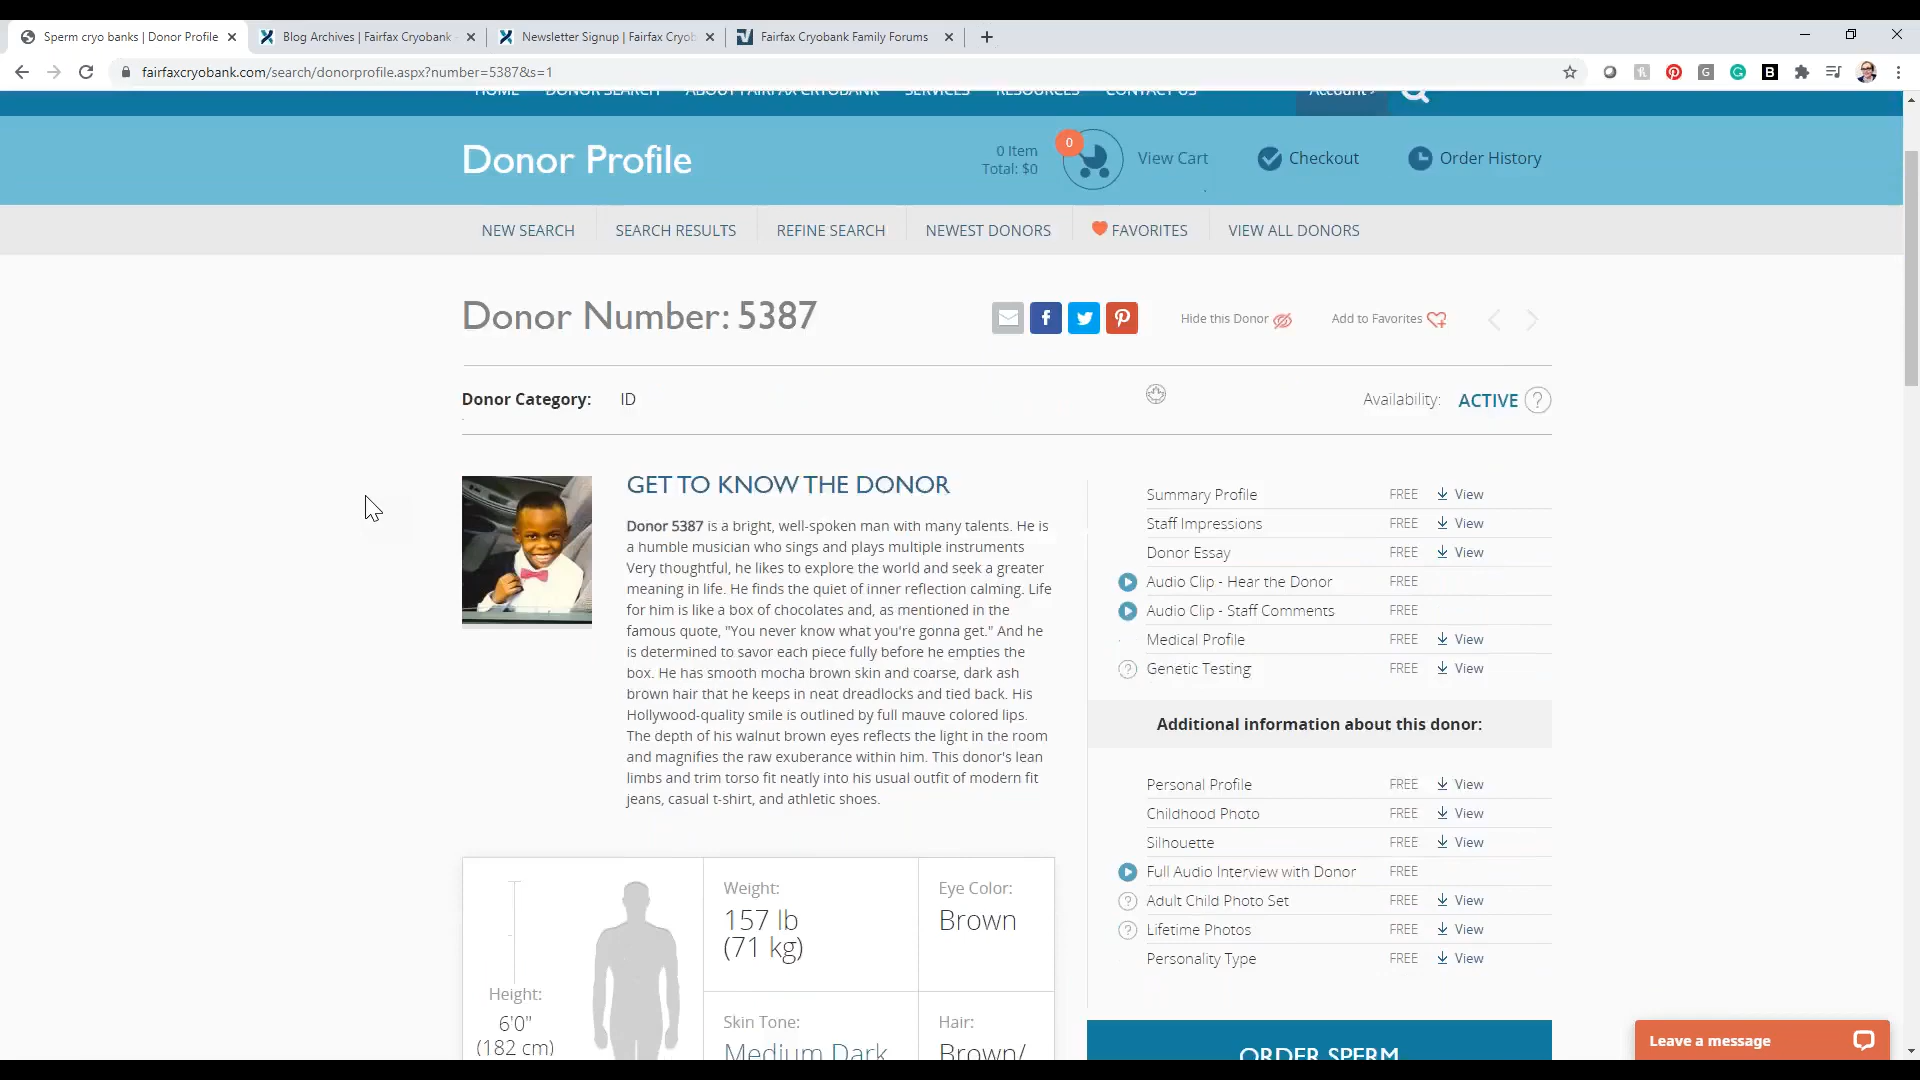 Sperm cryo banks | Donor Profile
Blog Archives | Fairfax Cryobank -
Newsletter Signup | Fairfax Cryob
Fairfax Cryobank Family Forums
fairfaxcryobank.com/search/donorprofile.aspx?number=5387&s=1
HOME DONOR SEARCH ABOUT FAIRFAX CRYOBANK SERVICES RESOURCES CONTACT US Account
Donor Profile
0 Item
Total: $0
0
View Cart
Checkout
Order History
NEW SEARCH SEARCH RESULTS REFINE SEARCH NEWEST DONORS FAVORITES VIEW ALL DONORS
Donor Number: 5387
Hide this Donor
Add to Favorites
Donor Category: ID
Availability: ACTIVE ?
GET TO KNOW THE DONOR
Donor 5387 is a bright, well-spoken man with many talents. He is
a humble musician who sings and plays multiple instruments
Very thoughtful, he likes to explore the world and seek a greater
meaning in life. He finds the quiet of inner reflection calming. Life
for him is like a box of chocolates and, as mentioned in the
famous quote, "You never know what you're gonna get." And he
is determined to savor each piece fully before he empties the
box. He has smooth mocha brown skin and coarse, dark ash
brown hair that he keeps in neat dreadlocks and tied back. His
Hollywood-quality smile is outlined by full mauve colored lips.
The depth of his walnut brown eyes reflects the light in the room
and magnifies the raw exuberance within him. This donor's lean
limbs and trim torso fit neatly into his usual outfit of modern fit
jeans, casual t-shirt, and athletic shoes.
Summary Profile FREE View
Staff Impressions FREE View
Donor Essay FREE View
Audio Clip - Hear the Donor FREE
Audio Clip - Staff Comments FREE
Medical Profile FREE View
? Genetic Testing FREE View
Additional information about this donor:
Personal Profile FREE View
Childhood Photo FREE View
Silhouette FREE View
Full Audio Interview with Donor FREE
? Adult Child Photo Set FREE View
? Lifetime Photos FREE View
Personality Type FREE View
Height:
6'0"
(182 cm)
Weight:
157 lb
(71 kg)
Eye Color:
Brown
Skin Tone:
Medium Dark
Hair:
Brown/
ORDER SPERM
Leave a message